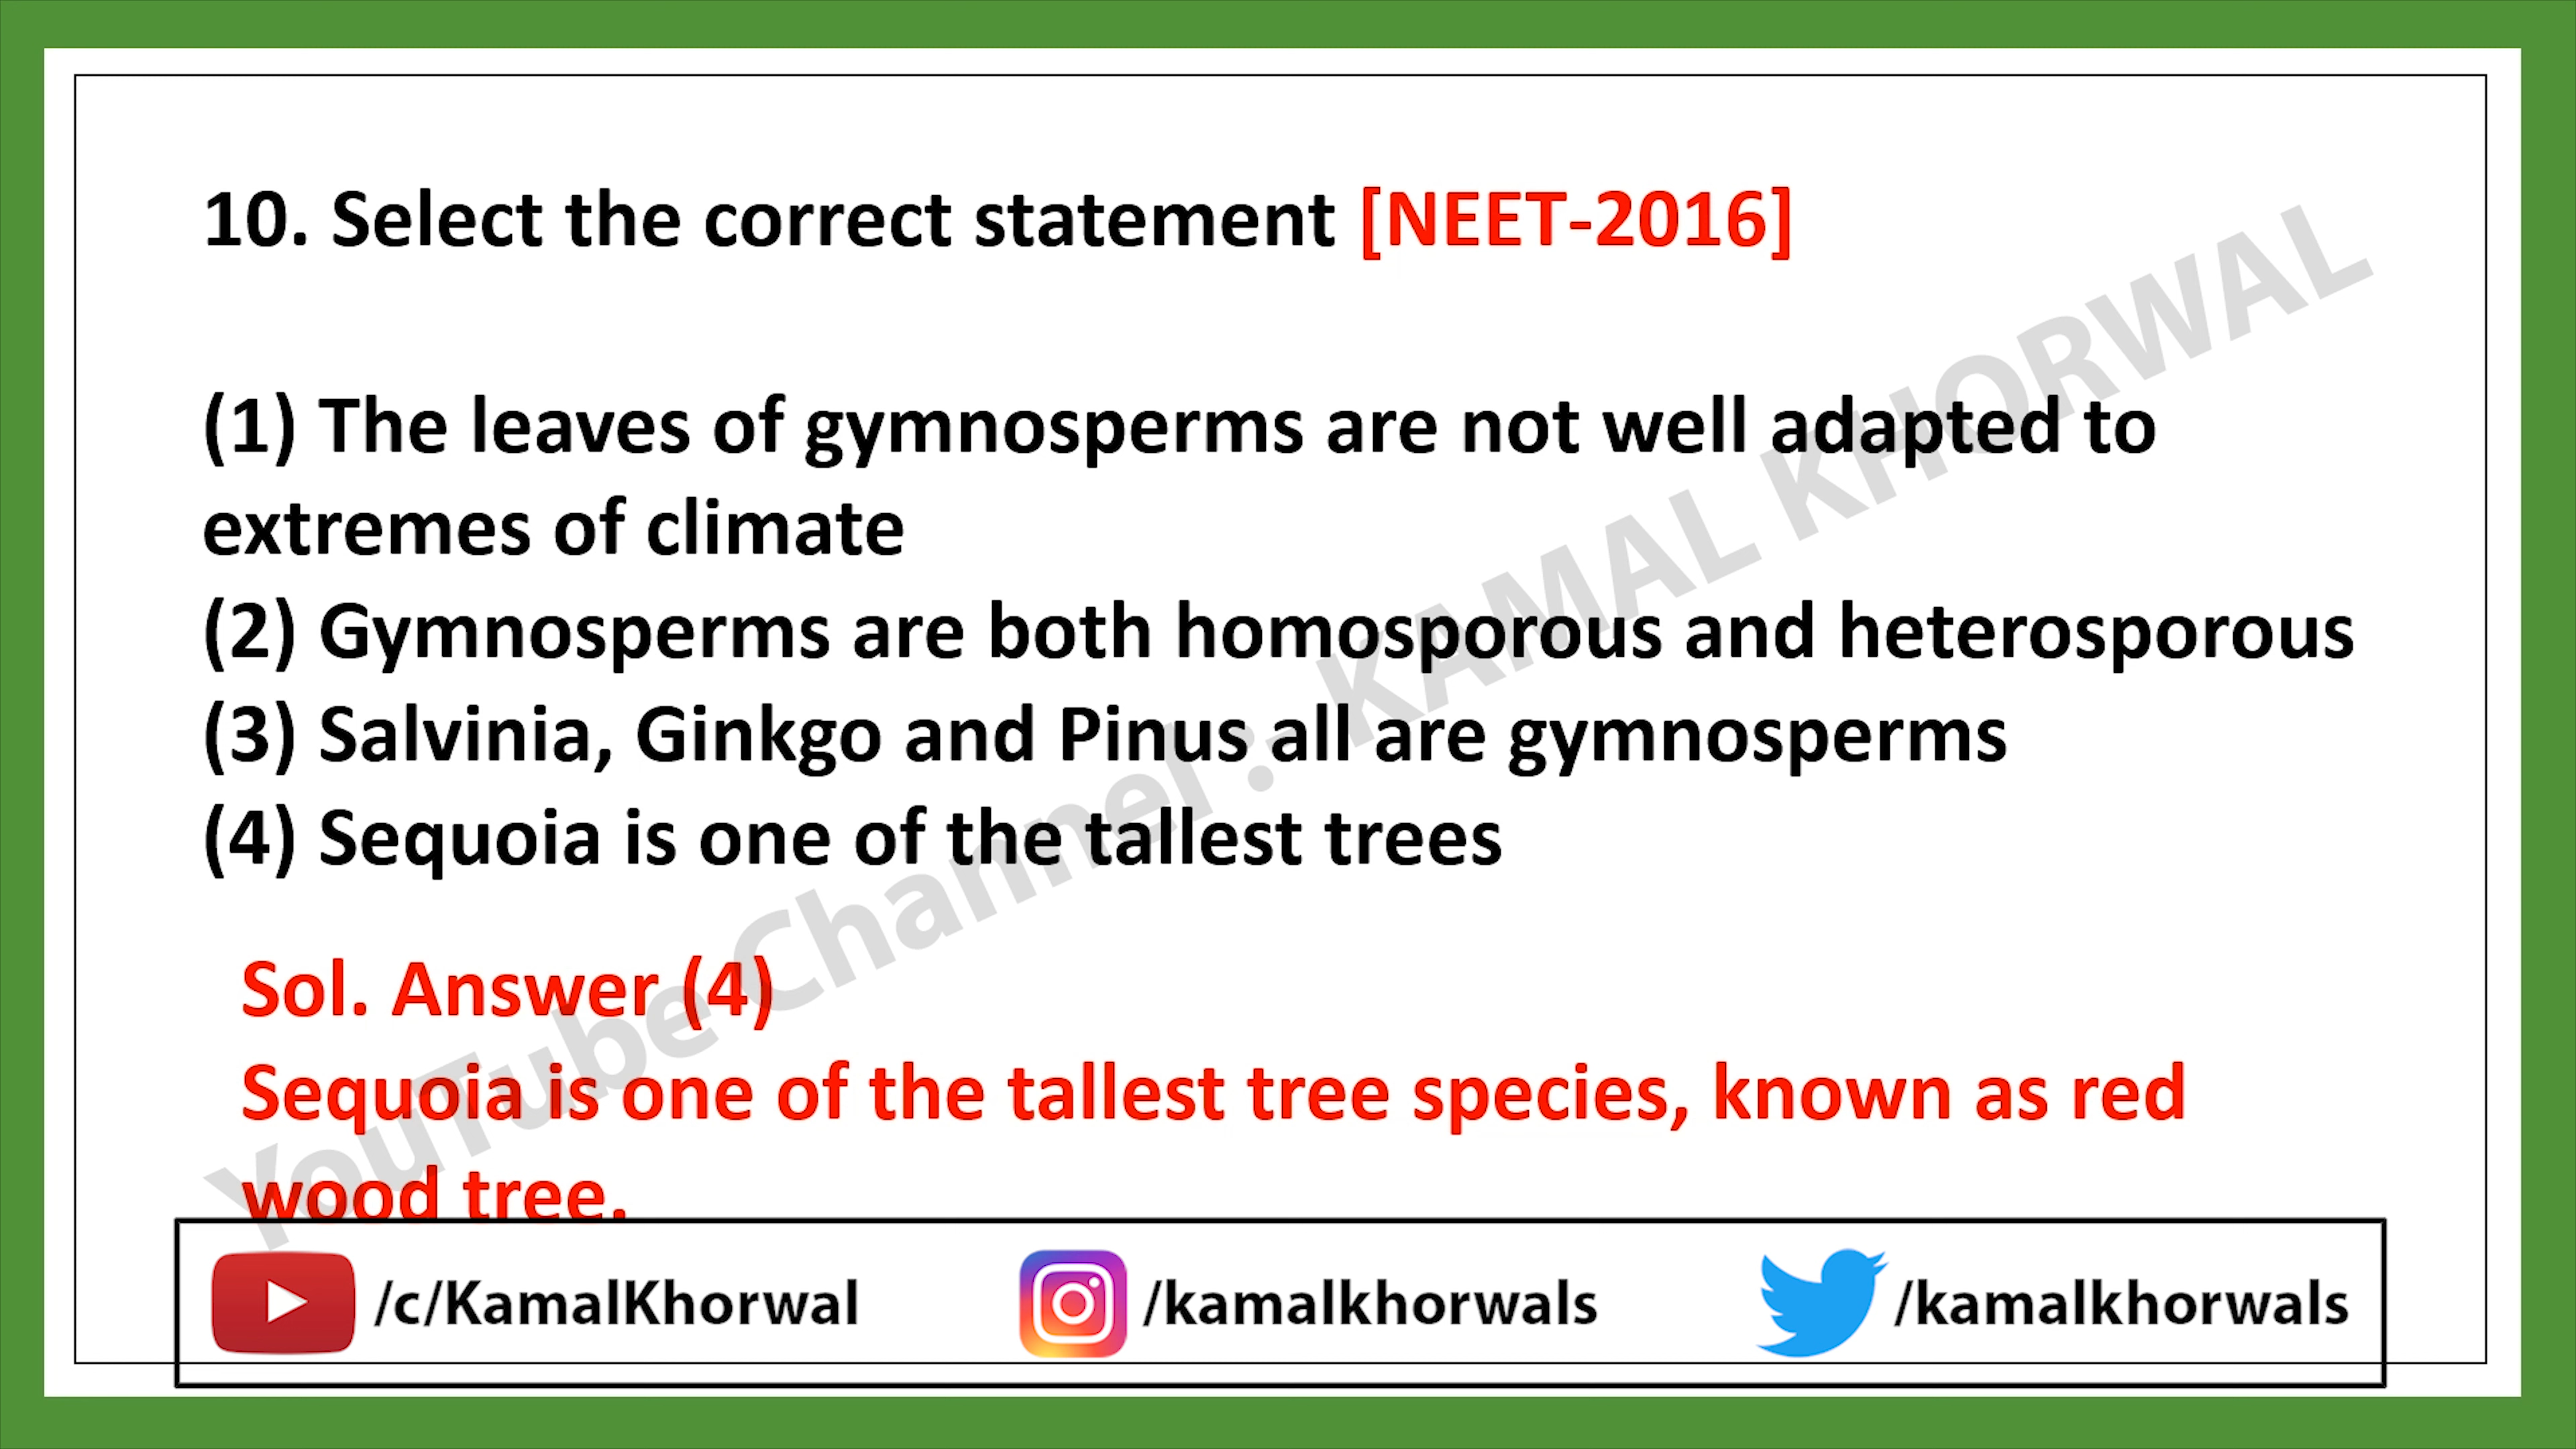 10. Select the correct statement [NEET-2016]
(1) The leaves of gymnosperms are not well adapted to
extremes of climate
(2) Gymnosperms are both homosporous and heterosporous
(3) Salvinia, Ginkgo and Pinus all are gymnosperms
(4) Sequoia is one of the tallest trees
Sol. Answer (4)
Sequoia is one of the tallest tree species, known as red
wood tree.
YouTube Channel :- KAMAL KHORWAL
/c/KamalKhorwal
/kamalkhorwals
/kamalkhorwals